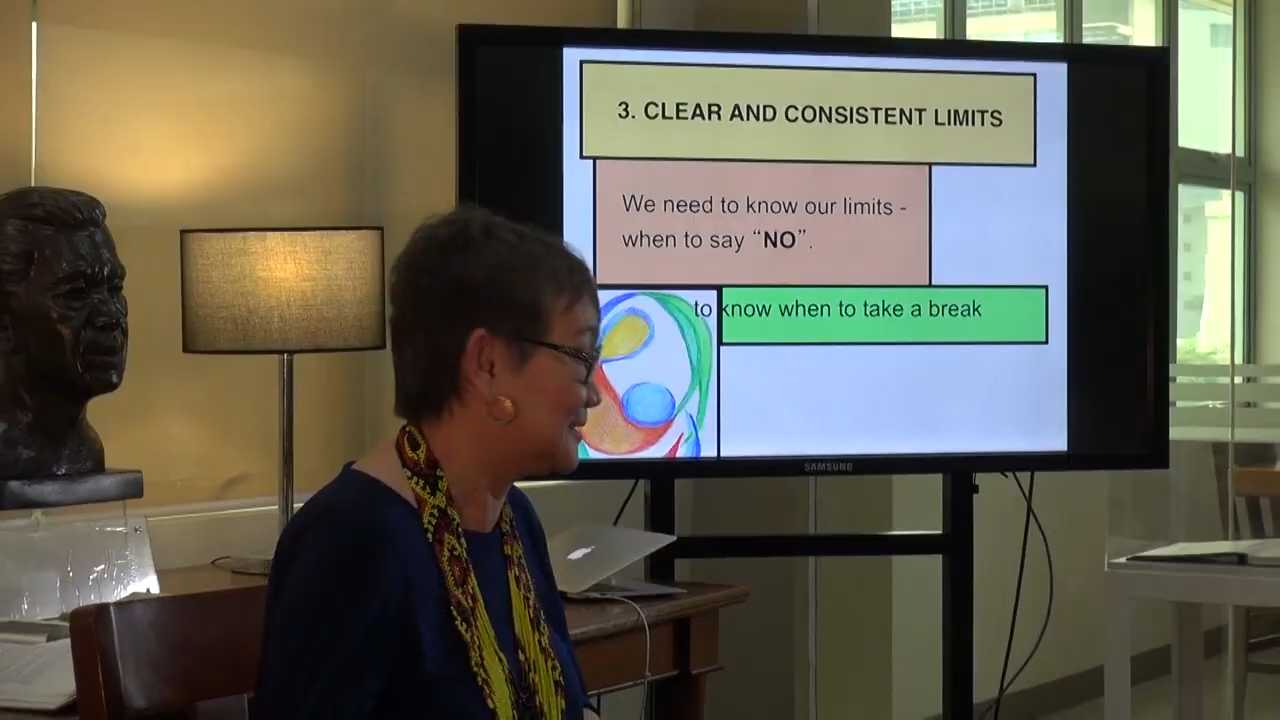 3. CLEAR AND CONSISTENT LIMITS
We need to know our limits -
when to say “NO”.
to know when to take a break
SAMSUNG